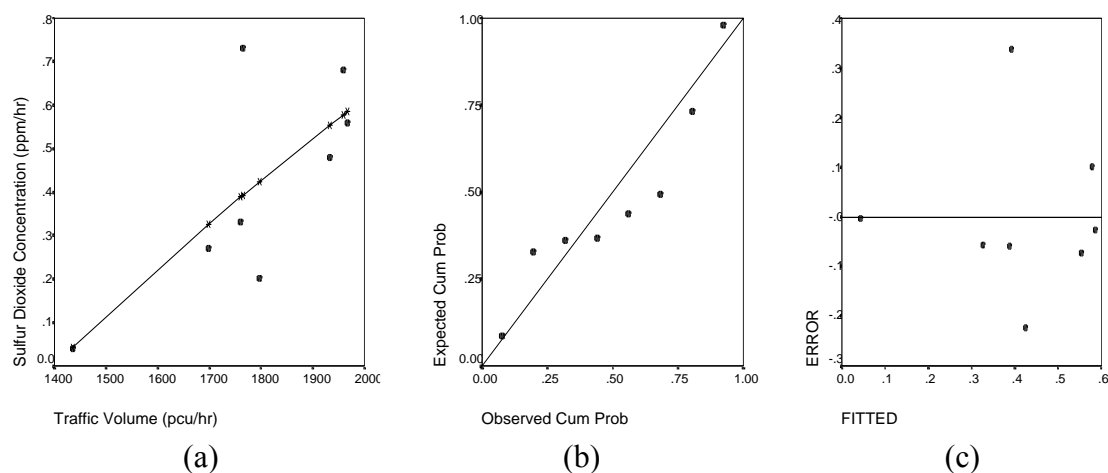 .8
.7
.6
.5
.4
.3
.2
.1
0.0
Sulfur Dioxide Concentration (ppm/hr)
1400 1500 1600 1700 1800 1900 2000
Traffic Volume (pcu/hr)
(a)
1.00
.75
.50
.25
0.00
Expected Cum Prob
0.00 .25 .50 .75 1.00
Observed Cum Prob
(b)
.4
.3
.2
.1
-.0
-.1
-.2
-.3
ERROR
0.0 .1 .2 .3 .4 .5 .6
FITTED
(c)